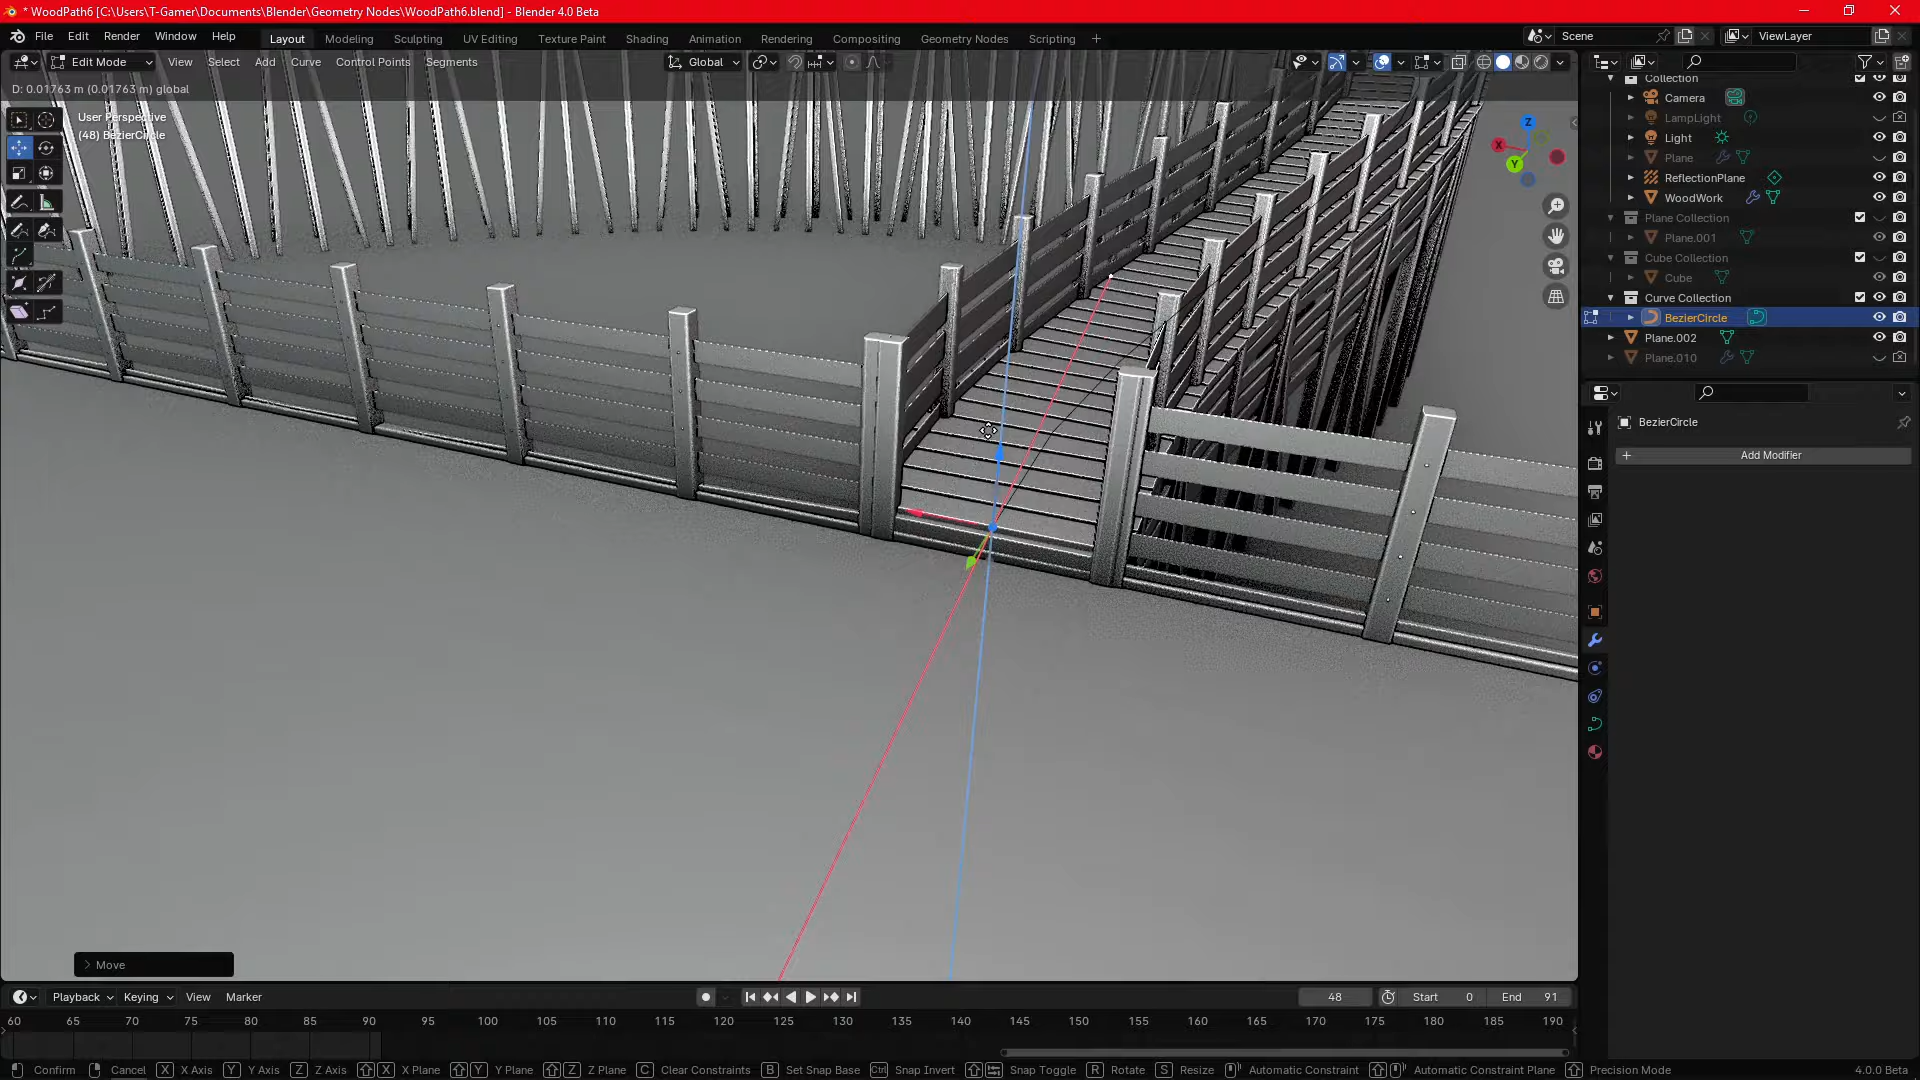 * WoodPath6 [C:\Users\T-Gamer\Documents\Blender\Geometry Nodes\WoodPath6.blend] - Blender 4.0 Beta
File Edit Render Window Help Layout Modeling Sculpting UV Editing Texture Paint Shading Animation Rendering Compositing Geometry Nodes Scripting + Scene ViewLayer
Edit Mode View Select Add Curve Control Points Segments Global
D: 0.01763 m (0.01763 m) global
User Perspective
(48) BezierCircle
Z
X
Y
Move
Collection
Camera
LampLight
Light
Plane
ReflectionPlane
WoodWork
Plane Collection
Plane.001
Cube Collection
Cube
Curve Collection
BezierCircle
Plane.002
Plane.010
BezierCircle
+ Add Modifier
Playback Keying View Marker 48 Start 0 End 91
60 65 70 75 80 85 90 95 100 105 110 115 120 125 130 135 140 145 150 155 160 165 170 175 180 185 190
Confirm Cancel X X Axis Y Y Axis Z Z Axis X X Plane Y Y Plane Z Z Plane C Clear Constraints B Set Snap Base Ctrl Snap Invert Snap Toggle R Rotate S Resize Automatic Constraint Automatic Constraint Plane Precision Mode 4.0.0 Beta